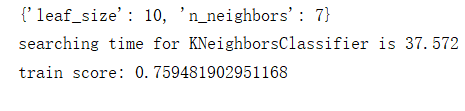 {'leaf_size': 10, 'n_neighbors': 7}
searching time for KNeighborsClassifier is 37.572
train score: 0.759481902951168